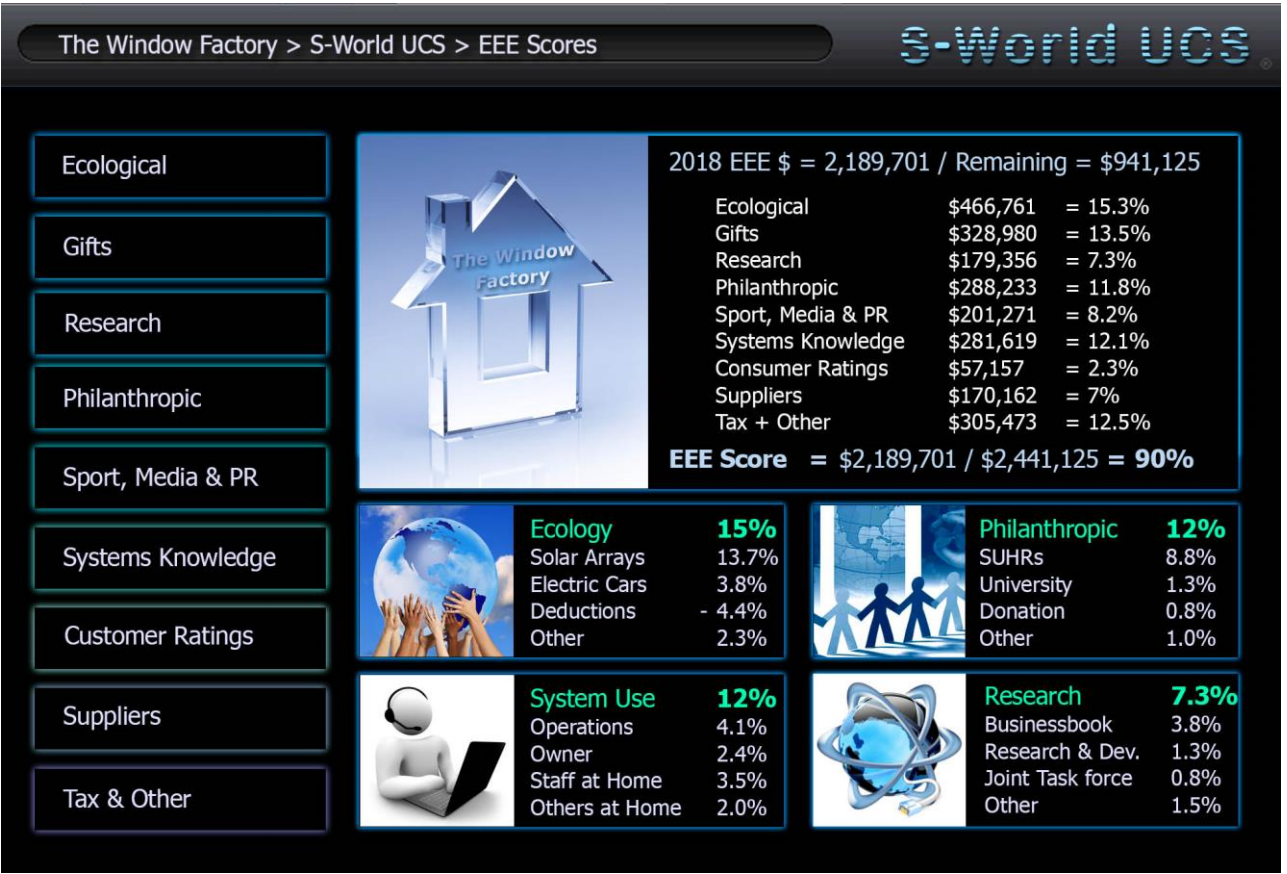 The Window Factory > S-World UCS > EEE Scores
S-World UCS
Ecological
Gifts
Research
Philanthropic
Sport, Media & PR
Systems Knowledge
Customer Ratings
Suppliers
Tax & Other
The Window
Factory
2018 EEE $ = 2,189,701 / Remaining = $941,125
Ecological $466,761 = 15.3%
Gifts $328,980 = 13.5%
Research $179,356 = 7.3%
Philanthropic $288,233 = 11.8%
Sport, Media & PR $201,271 = 8.2%
Systems Knowledge $281,619 = 12.1%
Consumer Ratings $57,157 = 2.3%
Suppliers $170,162 = 7%
Tax + Other $305,473 = 12.5%
EEE Score = $2,189,701 / $2,441,125 = 90%
Ecology 15%
Solar Arrays 13.7%
Electric Cars 3.8%
Deductions - 4.4%
Other 2.3%
Philanthropic 12%
SUHRs 8.8%
University 1.3%
Donation 0.8%
Other 1.0%
System Use 12%
Operations 4.1%
Owner 2.4%
Staff at Home 3.5%
Others at Home 2.0%
Research 7.3%
Businessbook 3.8%
Research & Dev. 1.3%
Joint Task force 0.8%
Other 1.5%